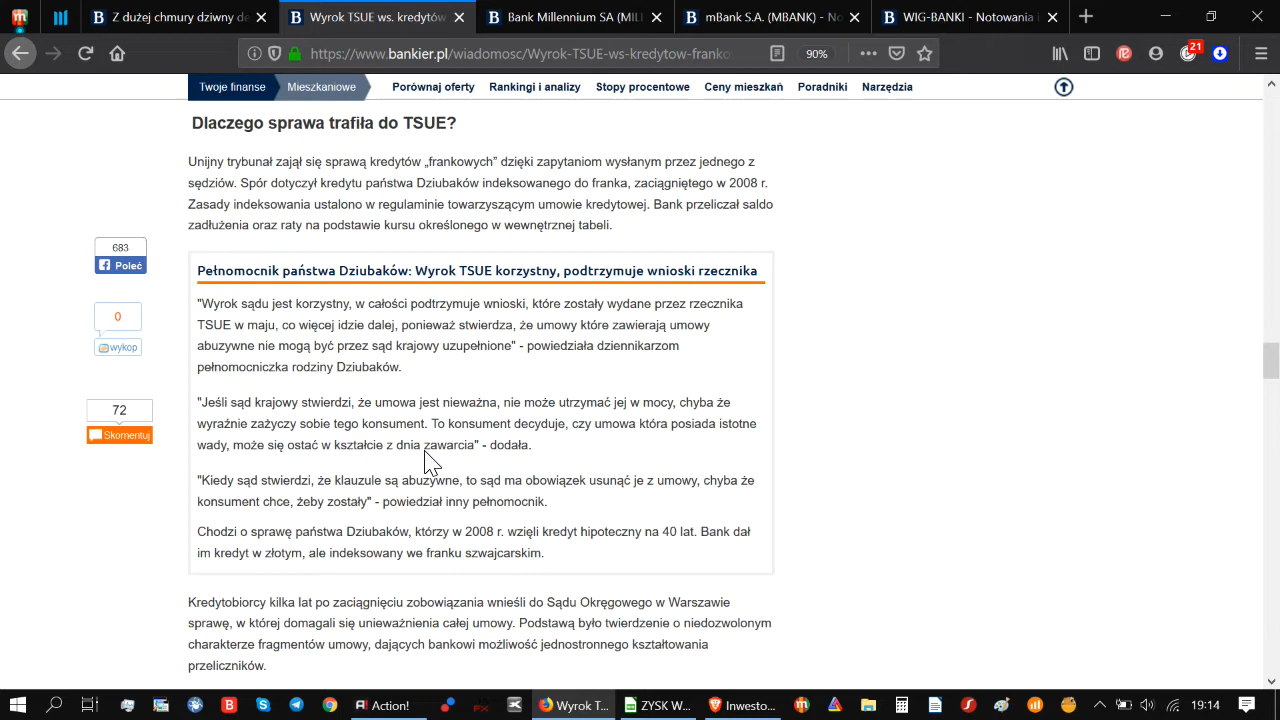 Z dużej chmury dziwny de
Wyrok TSUE ws. kredytów
Bank Millennium SA (MIL
mBank S.A. (MBANK) - No
WIG-BANKI - Notowania i
https://www.bankier.pl/wiadomosc/Wyrok-TSUE-ws-kredytow-franko
90%
21
Twoje finanse
Mieszkaniowe
Porównaj oferty
Rankingi i analizy
Stopy procentowe
Ceny mieszkań
Poradniki
Narzędzia
Dlaczego sprawa trafiła do TSUE?
Unijny trybunał zajął się sprawą kredytów „frankowych” dzięki zapytaniom wysłanym przez jednego z
sędziów. Spór dotyczył kredytu państwa Dziubaków indeksowanego do franka, zaciągniętego w 2008 r.
Zasady indeksowania ustalono w regulaminie towarzyszącym umowie kredytowej. Bank przeliczał saldo
zadłużenia oraz raty na podstawie kursu określonego w wewnętrznej tabeli.
683
Poleć
0
wykop
72
Skomentuj
Pełnomocnik państwa Dziubaków: Wyrok TSUE korzystny, podtrzymuje wnioski rzecznika
"Wyrok sądu jest korzystny, w całości podtrzymuje wnioski, które zostały wydane przez rzecznika
TSUE w maju, co więcej idzie dalej, ponieważ stwierdza, że umowy które zawierają umowy
abuzywne nie mogą być przez sąd krajowy uzupełnione" - powiedziała dziennikarzom
pełnomocniczka rodziny Dziubaków.
"Jeśli sąd krajowy stwierdzi, że umowa jest nieważna, nie może utrzymać jej w mocy, chyba że
wyraźnie zażyczy sobie tego konsument. To konsument decyduje, czy umowa która posiada istotne
wady, może się ostać w kształcie z dnia zawarcia" - dodała.
"Kiedy sąd stwierdzi, że klauzule są abuzywne, to sąd ma obowiązek usunąć je z umowy, chyba że
konsument chce, żeby zostały" - powiedział inny pełnomocnik.
Chodzi o sprawę państwa Dziubaków, którzy w 2008 r. wzięli kredyt hipoteczny na 40 lat. Bank dał
im kredyt w złotym, ale indeksowany we franku szwajcarskim.
Kredytobiorcy kilka lat po zaciągnięciu zobowiązania wnieśli do Sądu Okręgowego w Warszawie
sprawę, w której domagali się unieważnienia całej umowy. Podstawą było twierdzenie o niedozwolonym
charakterze fragmentów umowy, dających bankowi możliwość jednostronnego kształtowania
przeliczników.
Action!
Wyrok T...
ZYSK W...
Inwesto...
19:14